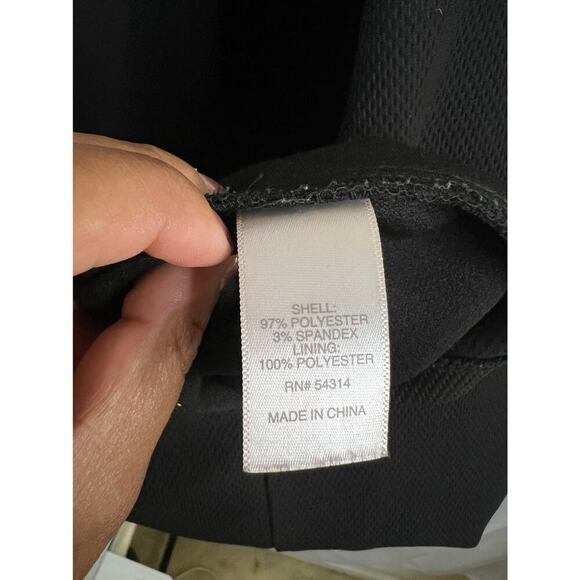 SHELL:
97% POLYESTER
3% SPANDEX
LINING:
100% POLYESTER
RN# 54314
MADE IN CHINA